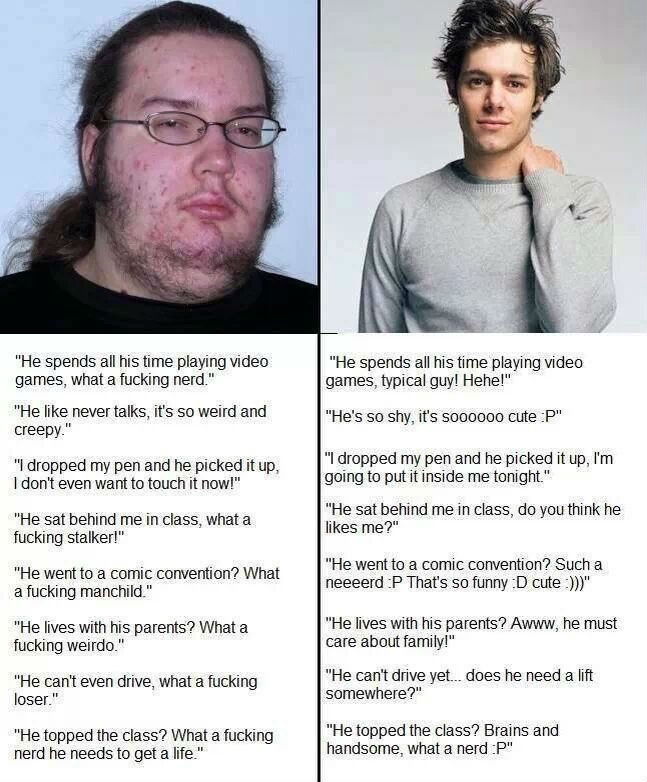 "He spends all his time playing video
games, what a fucking nerd."
"He like never talks, it's so weird and
creepy."
"I dropped my pen and he picked it up,
I don't even want to touch it now!"
"He sat behind me in class, what a
fucking stalker!"
"He went to a comic convention? What
a fucking manchild."
"He lives with his parents? What a
fucking weirdo."
"He can't even drive, what a fucking
loser."
"He topped the class? What a fucking
nerd he needs to get a life."
"He spends all his time playing video
games, typical guy! Hehe!"
"He's so shy, it's soooooo cute :P"
"I dropped my pen and he picked it up, I'm
going to put it inside me tonight."
"He sat behind me in class, do you think he
likes me?"
"He went to a comic convention? Such a
neeeerd :P That's so funny :D cute :)))"
"He lives with his parents? Awww, he must
care about family!"
"He can't drive yet... does he need a lift
somewhere?"
"He topped the class? Brains and
handsome, what a nerd :P"